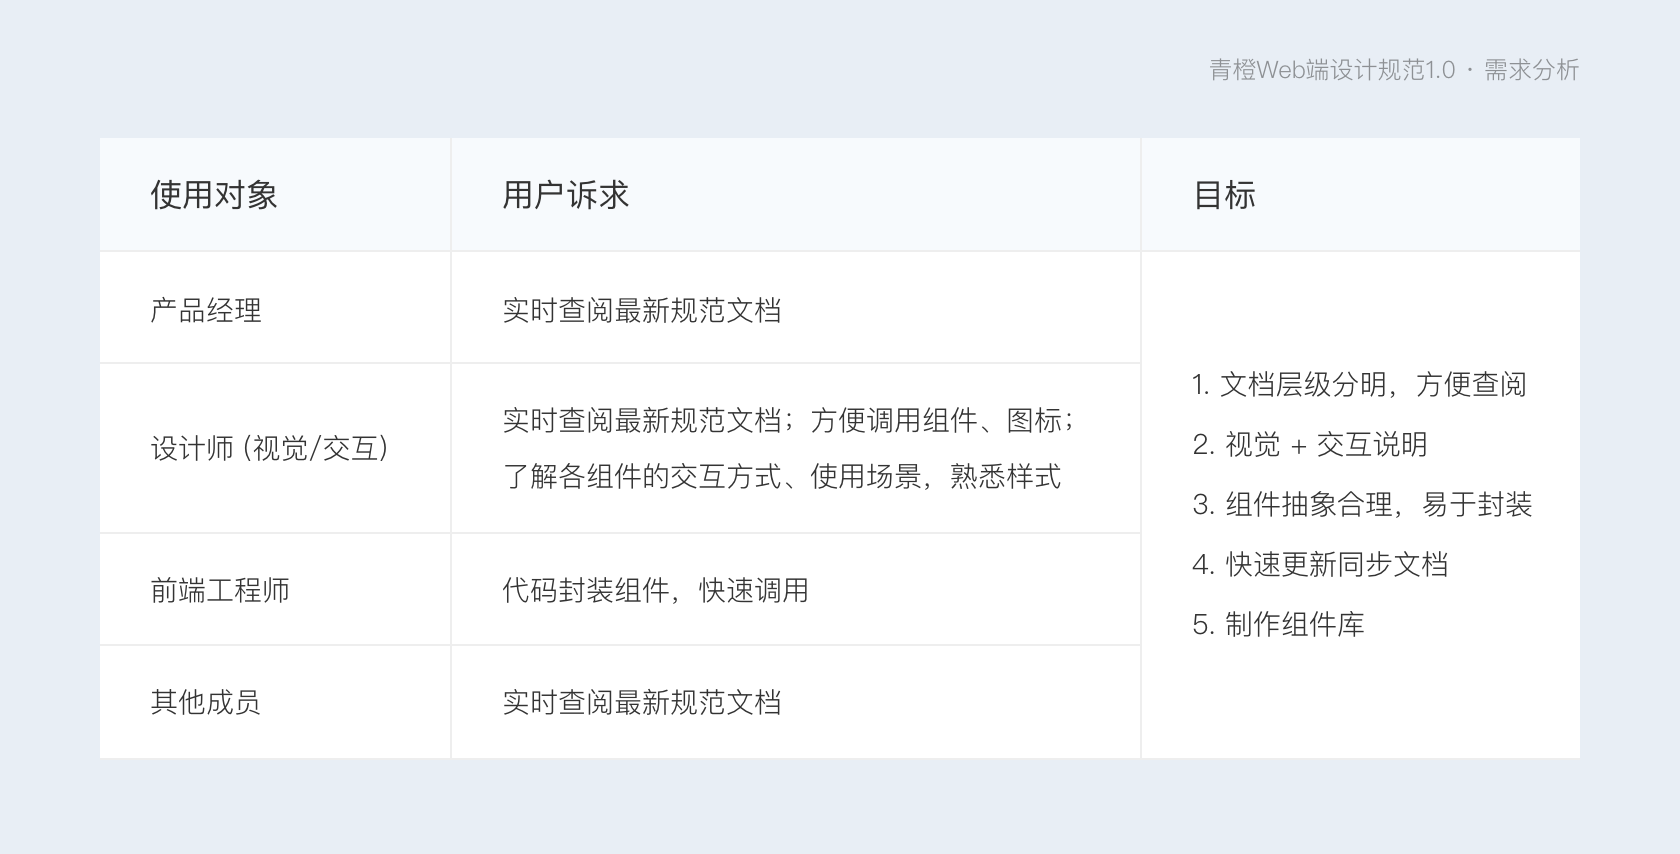 青橙Web端设计规范1.0 · 需求分析
使用对象
用户诉求
目标
产品经理
实时查阅最新规范文档
设计师 (视觉/交互)
实时查阅最新规范文档；方便调用组件、图标；
了解各组件的交互方式、使用场景，熟悉样式
前端工程师
代码封装组件，快速调用
其他成员
实时查阅最新规范文档
1. 文档层级分明，方便查阅
2. 视觉 + 交互说明
3. 组件抽象合理，易于封装
4. 快速更新同步文档
5. 制作组件库